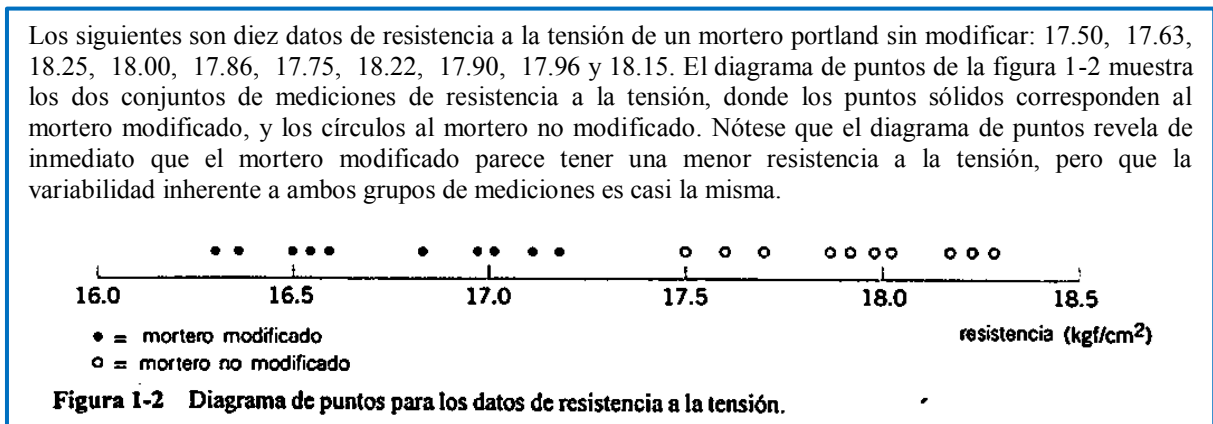 Los siguientes son diez datos de resistencia a la tensión de un mortero portland sin modificar: 17.50, 17.63,
18.25, 18.00, 17.86, 17.75, 18.22, 17.90, 17.96 y 18.15. El diagrama de puntos de la figura 1-2 muestra
los dos conjuntos de mediciones de resistencia a la tensión, donde los puntos sólidos corresponden al
mortero modificado, y los círculos al mortero no modificado. Nótese que el diagrama de puntos revela de
inmediato que el mortero modificado parece tener una menor resistencia a la tensión, pero que la
variabilidad inherente a ambos grupos de mediciones es casi la misma.
16.0 16.5 17.0 17.5 18.0 18.5
● = mortero modificado resistencia (kgf/cm²)
○ = mortero no modificado
Figura 1-2 Diagrama de puntos para los datos de resistencia a la tensión.